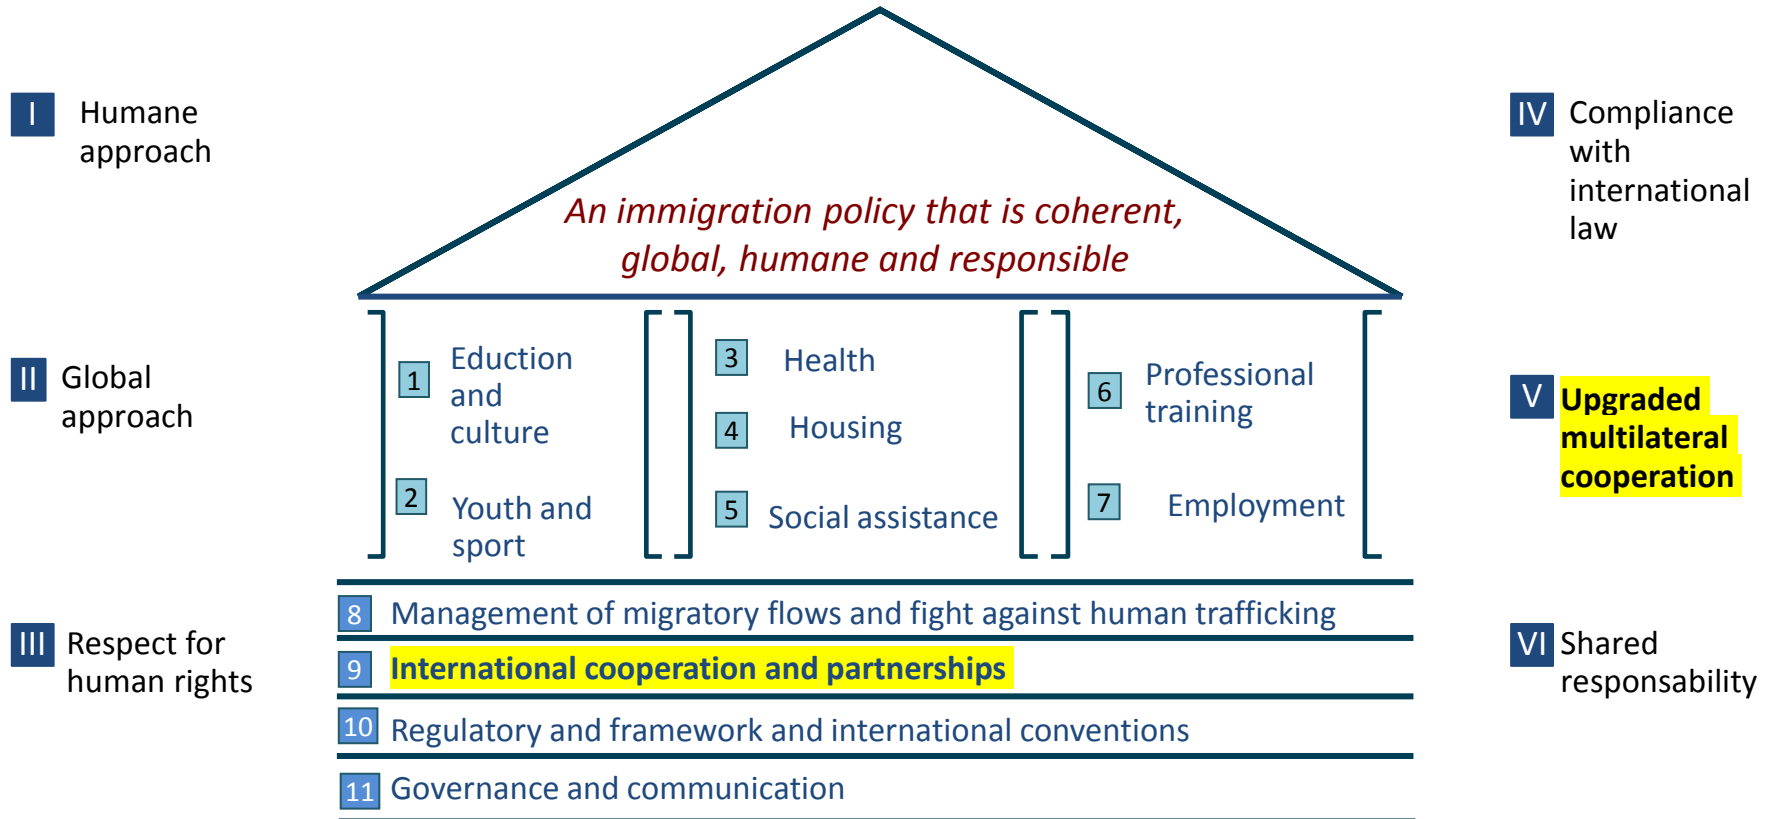 I Humane
approach
II Global
approach
III Respect for
human rights
An immigration policy that is coherent,
global, humane and responsible
1 Eduction
and
culture
2 Youth and
sport
3 Health
4 Housing
5 Social assistance
6 Professional
training
7 Employment
8 Management of migratory flows and fight against human trafficking
9 International cooperation and partnerships
10 Regulatory and framework and international conventions
11 Governance and communication
IV Compliance
with
international
law
V Upgraded
multilateral
cooperation
VI Shared
responsability